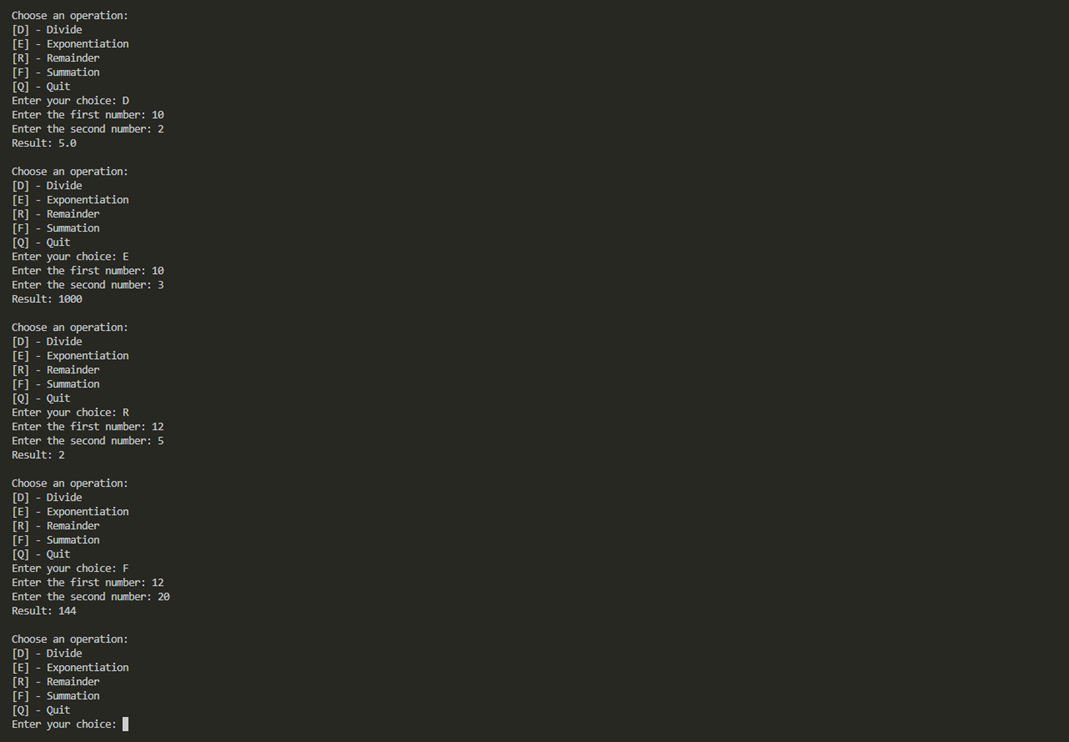 Choose an operation:
[D] - Divide
[E] - Exponentiation
[R] - Remainder
[F] - Summation
[Q] - Quit
Enter your choice: D
Enter the first number: 10
Enter the second number: 2
Result: 5.0
Choose an operation:
[D] - Divide
[E] - Exponentiation
[R] - Remainder
[F] - Summation
[Q] - Quit
Enter your choice: E
Enter the first number: 10
Enter the second number: 3
Result: 1000
Choose an operation:
[D] - Divide
[E] - Exponentiation
[R] - Remainder
[F] - Summation
[Q] - Quit
Enter your choice: R
Enter the first number: 12
Enter the second number: 5
Result: 2
Choose an operation:
[D] - Divide
[E] - Exponentiation
[R] - Remainder
[F] - Summation
[Q] - Quit
Enter your choice: F
Enter the first number: 12
Enter the second number: 20
Result: 144
Choose an operation:
[D] - Divide
[E] - Exponentiation
[R] - Remainder
[F] - Summation
[Q] - Quit
Enter your choice: